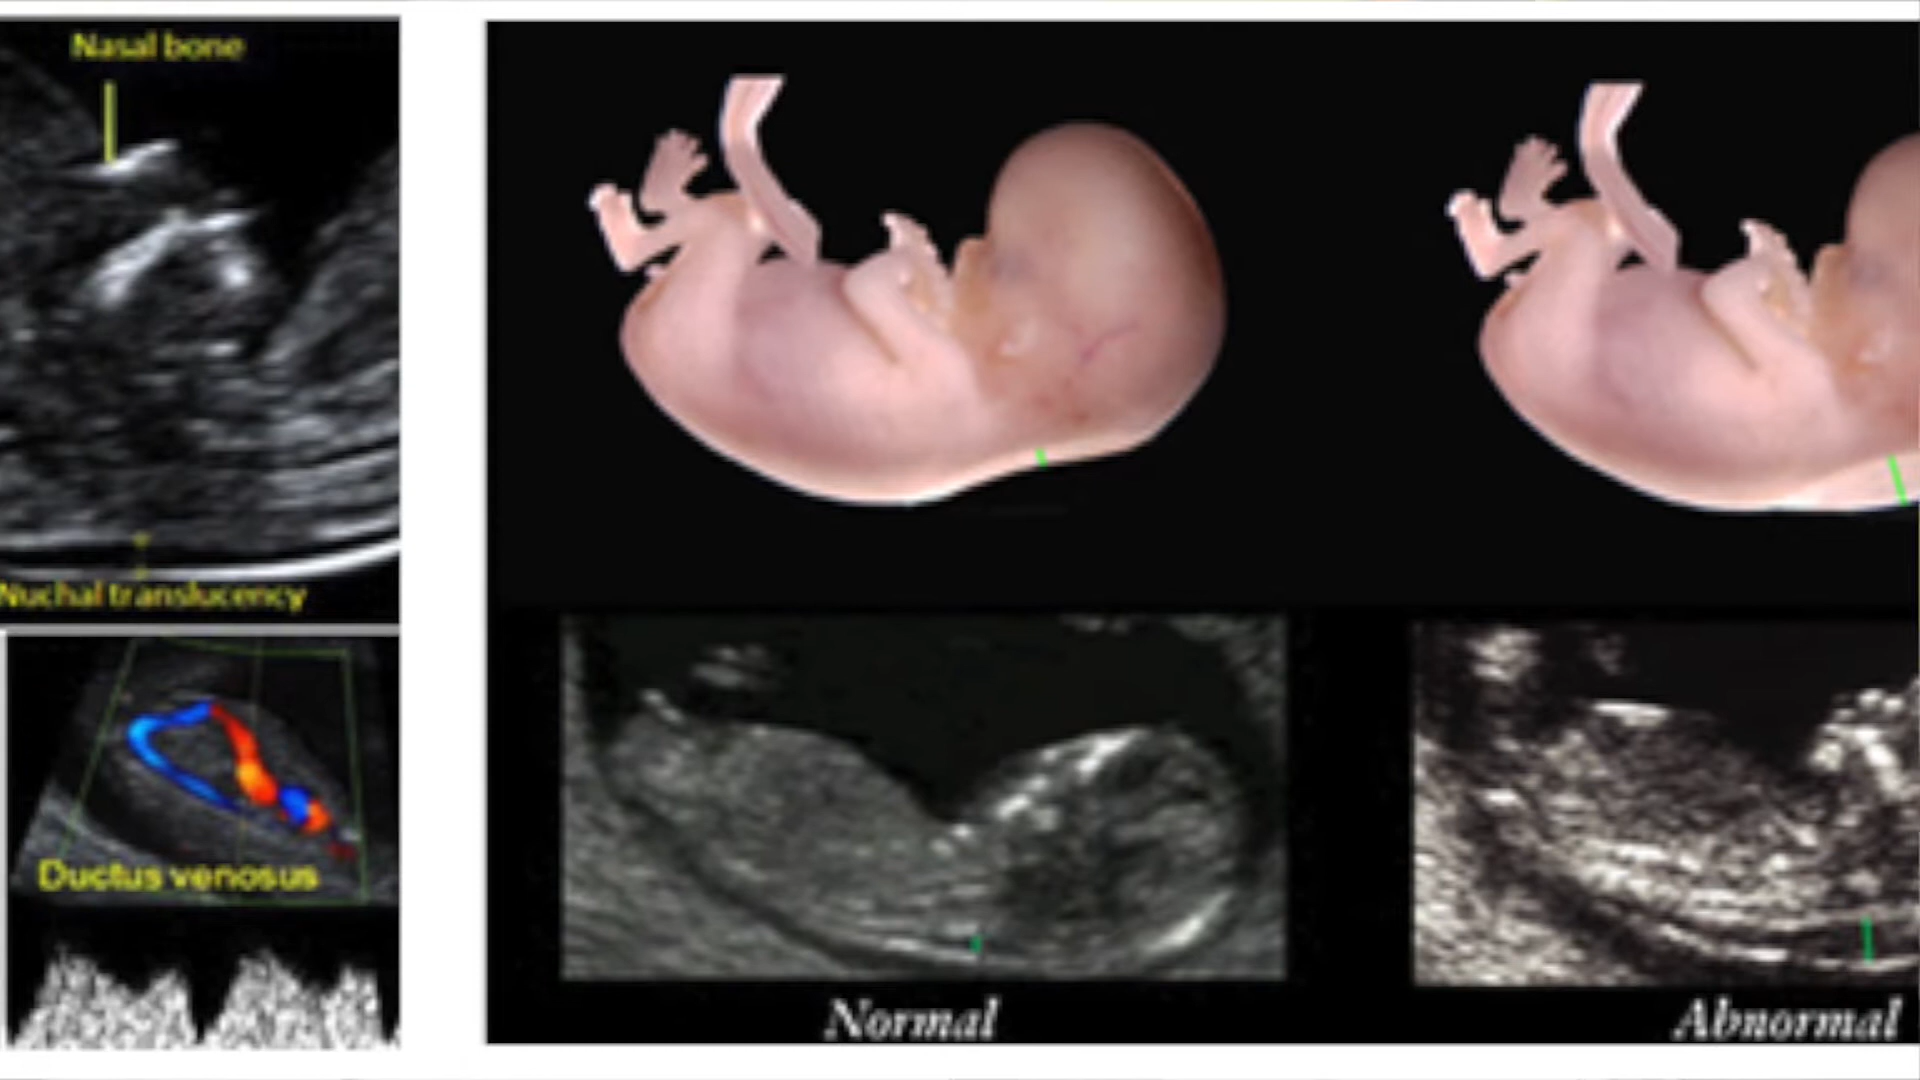 Nasal bone
Nuchal translucency
Ductus venosus
Normal
Abnormal